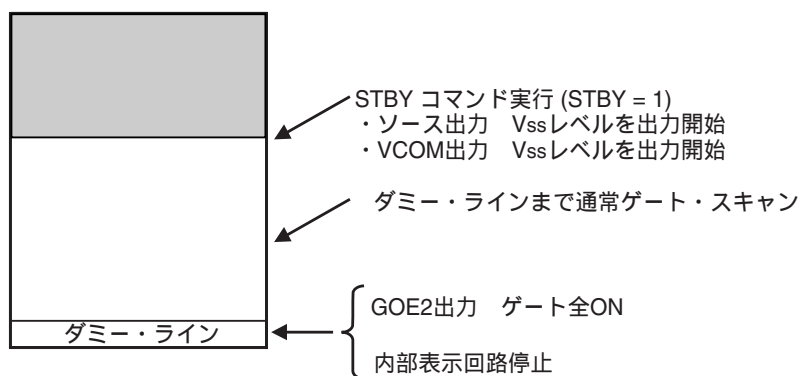 STBY コマンド実行 (STBY = 1)
・ソース出力 Vssレベルを出力開始
・VCOM出力 Vssレベルを出力開始
ダミー・ラインまで通常ゲート・スキャン
GOE2出力 ゲート全ON
ダミー・ライン
内部表示回路停止